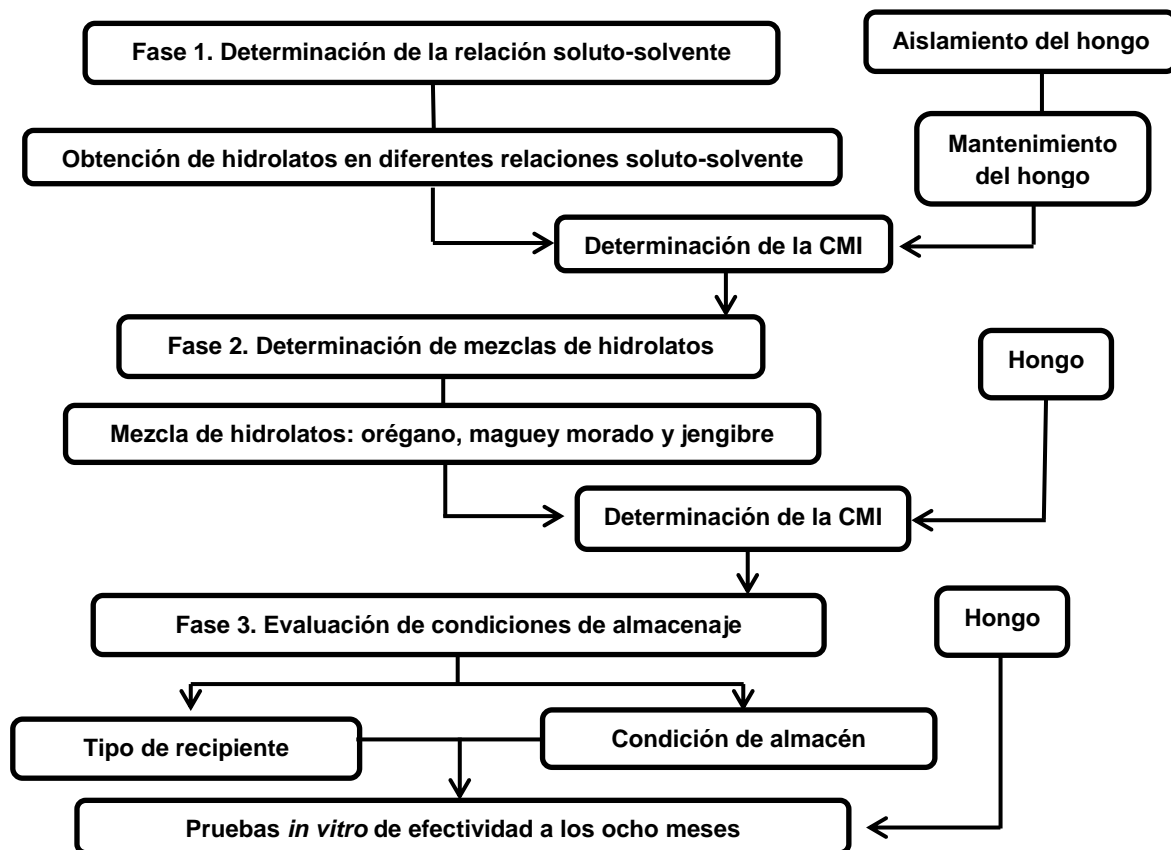 Fase 1. Determinación de la relación soluto-solvente
Aislamiento del hongo
Obtención de hidrolatos en diferentes relaciones soluto-solvente
Mantenimiento
del hongo
Determinación de la CMI
Fase 2. Determinación de mezclas de hidrolatos
Hongo
Mezcla de hidrolatos: orégano, maguey morado y jengibre
Determinación de la CMI
Fase 3. Evaluación de condiciones de almacenaje
Hongo
Tipo de recipiente
Condición de almacén
Pruebas in vitro de efectividad a los ocho meses